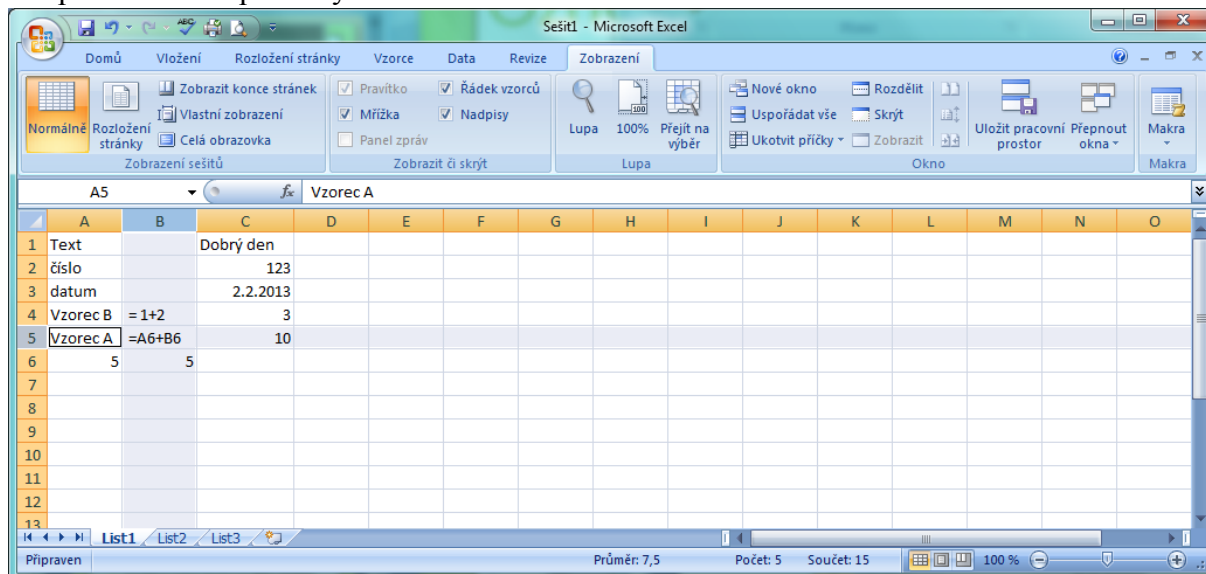 Sešit1 - Microsoft Excel
Domů Vložení Rozložení stránky Vzorce Data Revize Zobrazení
Normálně
Rozložení stránky
Zobrazit konce stránek
Vlastní zobrazení
Celá obrazovka
Zobrazení sešitů
Pravítko
Mřížka
Panel zpráv
Řádek vzorců
Nadpisy
Zobrazit či skrýt
Lupa
100%
Přejít na výběr
Lupa
Nové okno
Uspořádat vše
Ukotvit příčky
Rozdělit
Skrýt
Zobrazit
Uložit pracovní prostor
Přepnout okna
Okno
Makra
Makra
A5 fx Vzorec A
A B C D E F G H I J K L M N O
1 Text Dobrý den
2 číslo 123
3 datum 2.2.2013
4 Vzorec B = 1+2 3
5 Vzorec A =A6+B6 10
6 5 5
7
8
9
10
11
12
13
List1 List2 List3
Připraven Průměr: 7,5 Počet: 5 Součet: 15 100 %